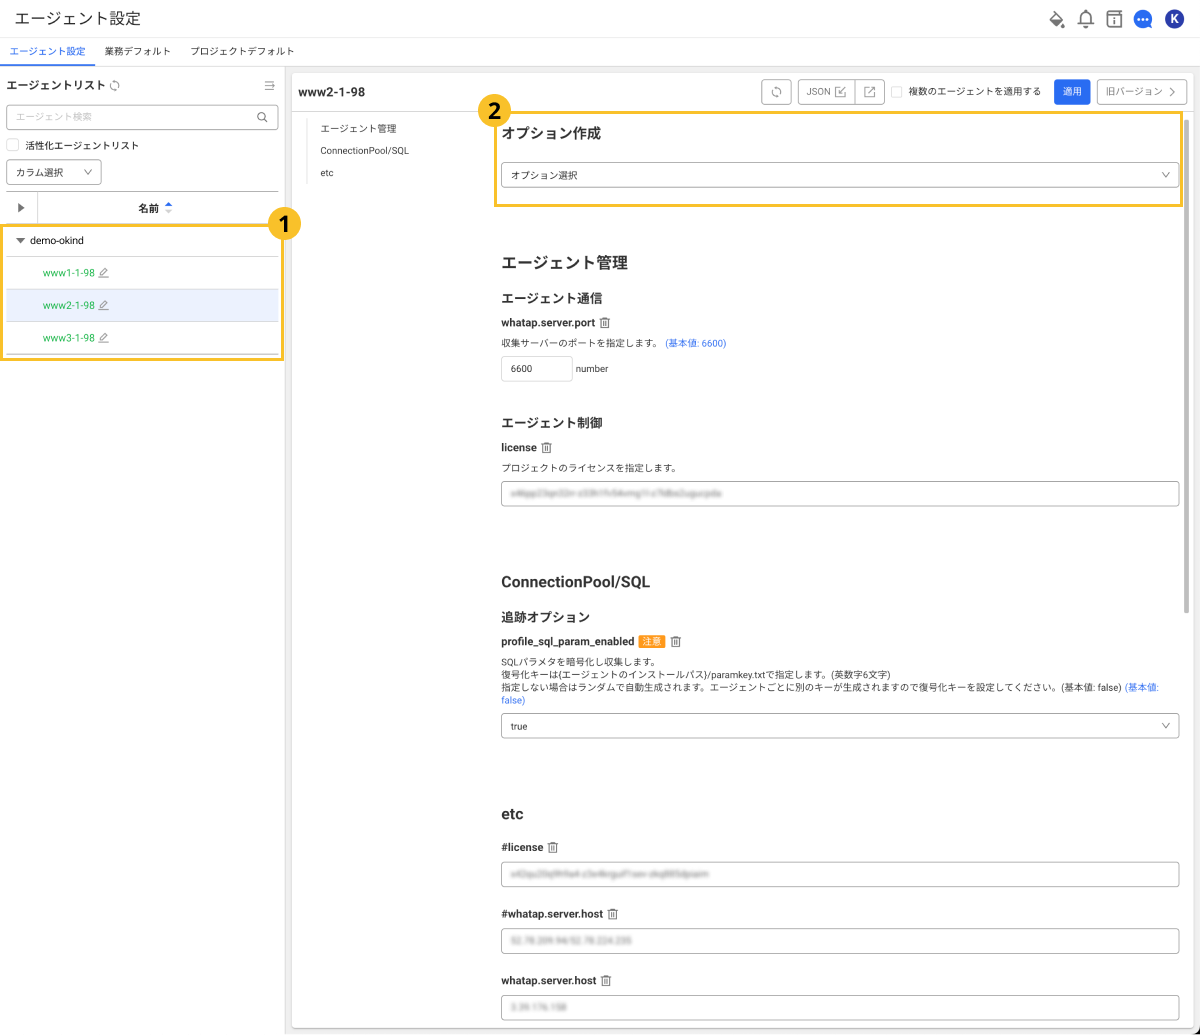 エージェント設定
K
エージェント設定 業務デフォルト プロジェクトデフォルト
エージェントリスト
エージェント検索
活性化エージェントリスト
カラム選択
名前
1
demo-okind
www1-1-98
www2-1-98
www3-1-98
www2-1-98
JSON
複数のエージェントを適用する
適用
旧バージョン
エージェント管理
ConnectionPool/SQL
etc
2
オプション作成
オプション選択
エージェント管理
エージェント通信
whatap.server.port
収集サーバーのポートを指定します。 (基本値: 6600)
6600 number
エージェント制御
license
プロジェクトのライセンスを指定します。
ConnectionPool/SQL
追跡オプション
profile_sql_param_enabled 注意
SQLパラメタを暗号化し収集します。
復号化キーは{エージェントのインストールパス}/paramkey.txtで指定します。(英数字6文字)
指定しない場合はランダムで自動生成されます。エージェントごとに別のキーが生成されますので復号化キーを設定してください。(基本値: false) (基本値:
false)
true
etc
#license
#whatap.server.host
whatap.server.host